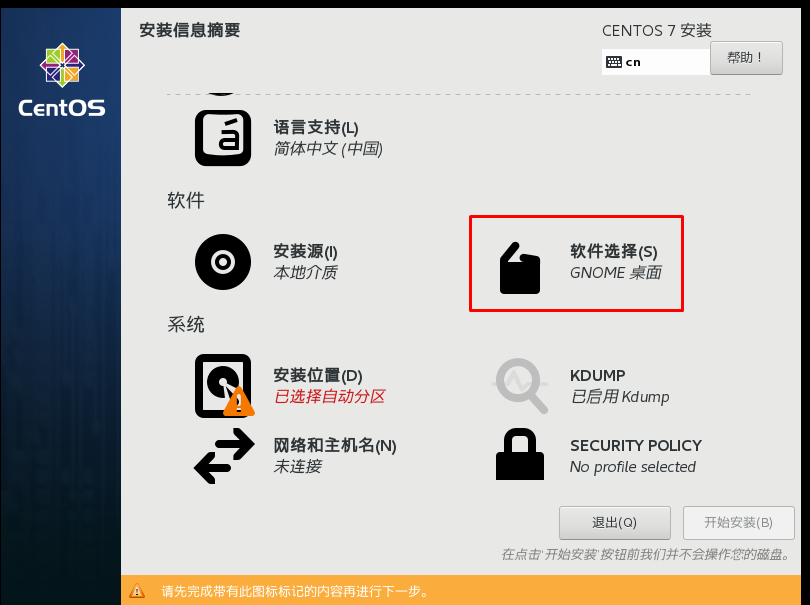 安装信息摘要
CENTOS 7 安装
cn
帮助！
CentOS
语言支持(L)
简体中文 (中国)
软件
安装源(I)
本地介质
软件选择(S)
GNOME 桌面
系统
安装位置(D)
已选择自动分区
KDUMP
已启用 Kdump
网络和主机名(N)
未连接
SECURITY POLICY
No profile selected
退出(Q)
开始安装(B)
在点击'开始安装'按钮前我们并不会操作您的磁盘。
请先完成带有此图标标记的内容再进行下一步。